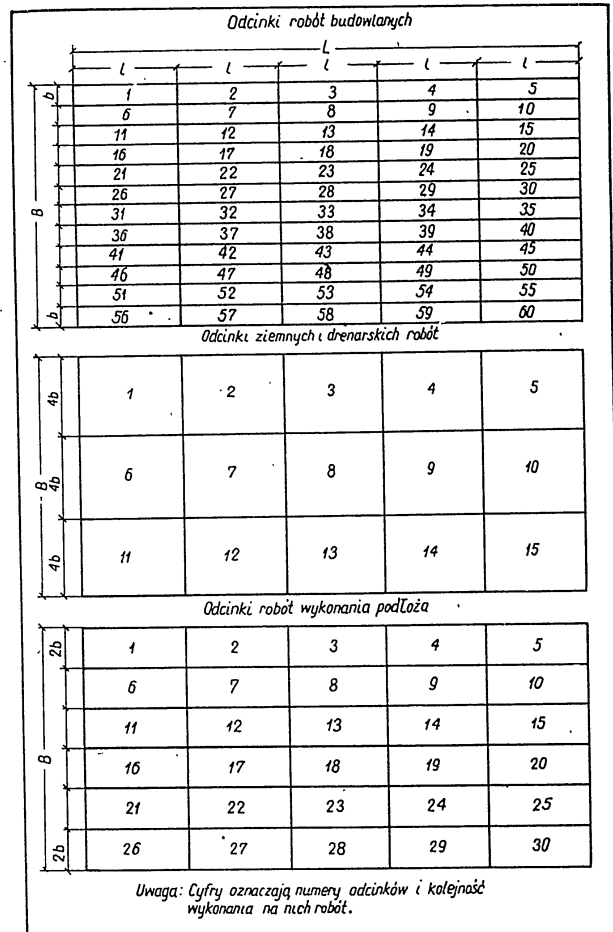 Odcinki robót budowlanych
L
l l l l l
b 1 2 3 4 5
6 7 8 9 10
11 12 13 14 15
16 17 18 19 20
21 22 23 24 25
26 27 28 29 30
B 31 32 33 34 35
36 37 38 39 40
41 42 43 44 45
46 47 48 49 50
51 52 53 54 55
b 56 57 58 59 60
Odcinki ziemnych i drenarskich robót
4b 1 2 3 4 5
B 4b 6 7 8 9 10
4b 11 12 13 14 15
Odcinki robót wykonania podłoża
2b 1 2 3 4 5
6 7 8 9 10
11 12 13 14 15
B 16 17 18 19 20
21 22 23 24 25
2b 26 27 28 29 30
Uwaga: Cyfry oznaczają numery odcinków i kolejność
wykonania na nich robót.